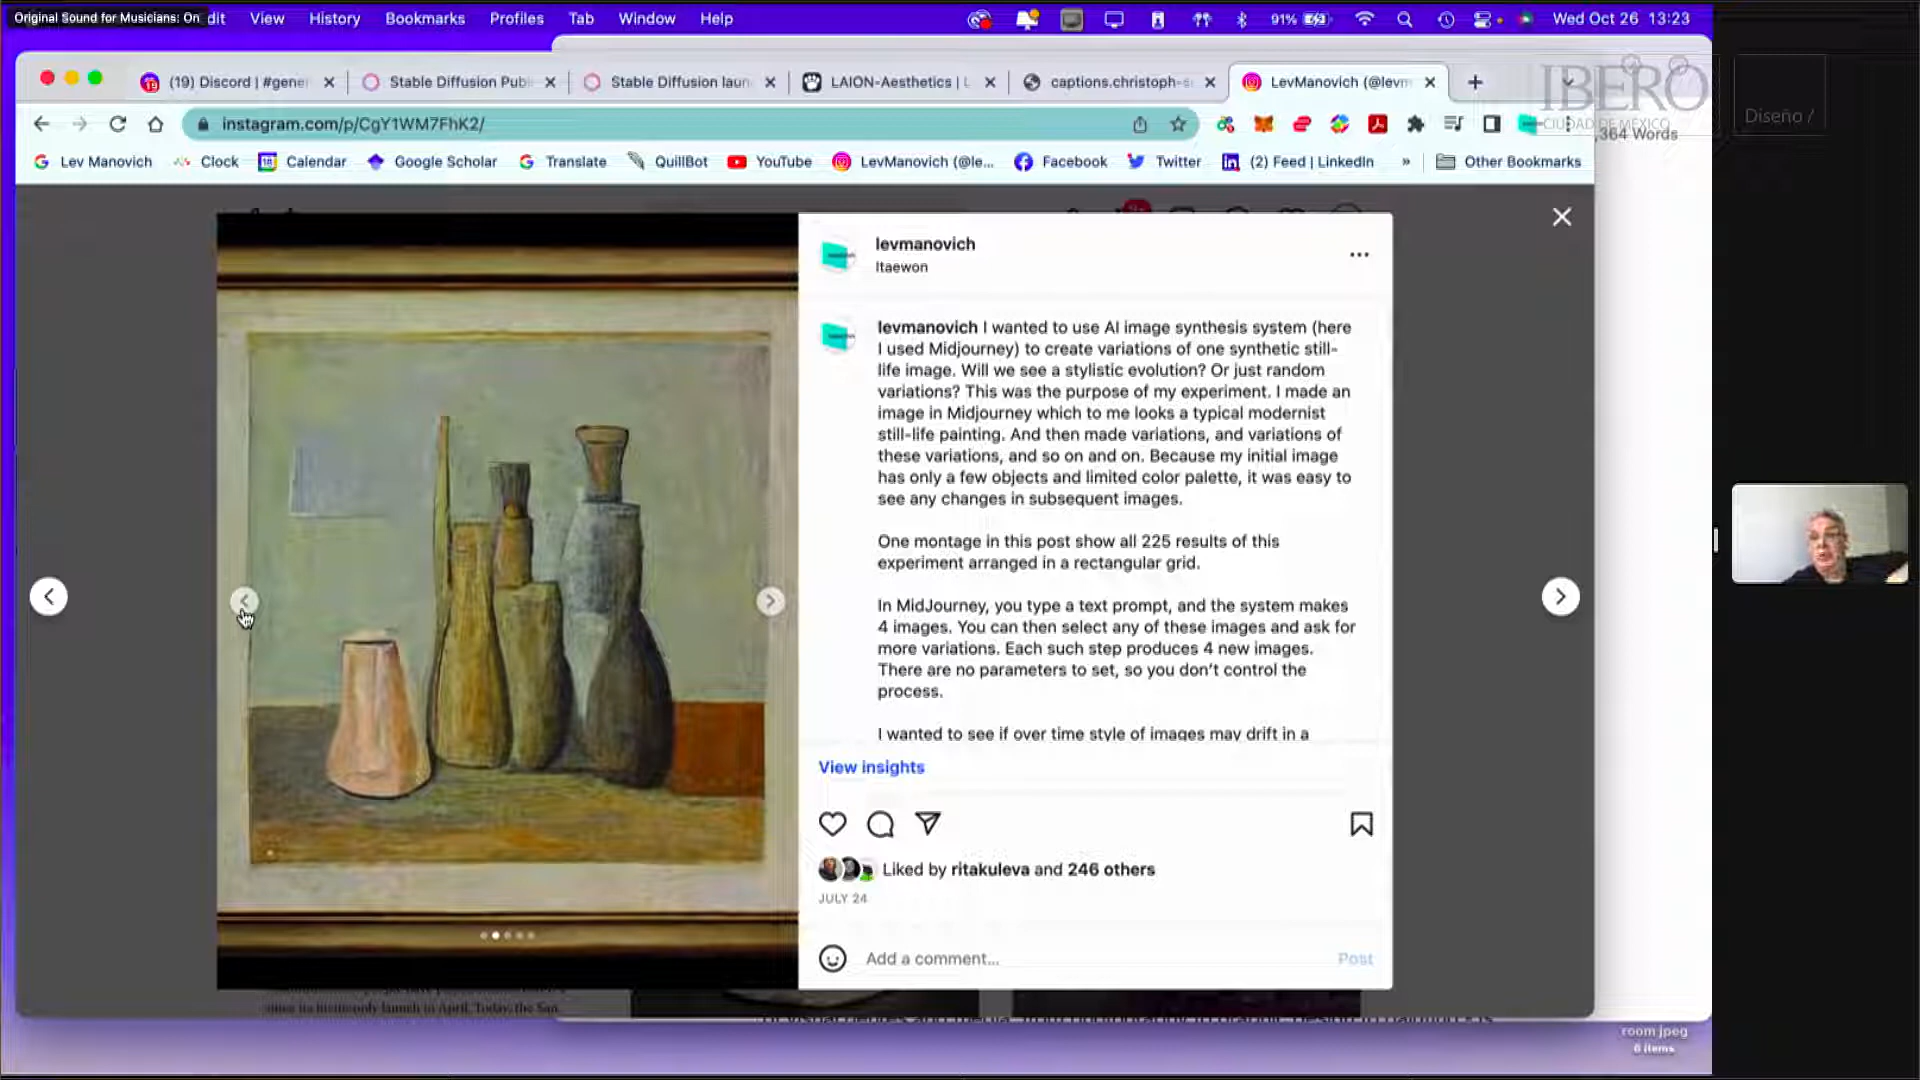 Original Sound for Musicians: On
dit View History Bookmarks Profiles Tab Window Help
91%
Wed Oct 26 13:23
(19) Discord | #gener
Stable Diffusion Publ
Stable Diffusion laun
LAION-Aesthetics | L
captions.christoph-s
LevManovich (@levm
IBERO
CIUDAD DE MÉXICO
Diseño /
,364 Words
instagram.com/p/CgY1WM7FhK2/
Lev Manovich Clock Calendar Google Scholar Translate QuillBot YouTube LevManovich (@le... Facebook Twitter (2) Feed | LinkedIn » Other Bookmarks
levmanovich
Itaewon
levmanovich I wanted to use AI image synthesis system (here
I used Midjourney) to create variations of one synthetic still-
life image. Will we see a stylistic evolution? Or just random
variations? This was the purpose of my experiment. I made an
image in Midjourney which to me looks a typical modernist
still-life painting. And then made variations, and variations of
these variations, and so on and on. Because my initial image
has only a few objects and limited color palette, it was easy to
see any changes in subsequent images.
One montage in this post show all 225 results of this
experiment arranged in a rectangular grid.
In MidJourney, you type a text prompt, and the system makes
4 images. You can then select any of these images and ask for
more variations. Each such step produces 4 new images.
There are no parameters to set, so you don't control the
process.
I wanted to see if over time style of images may drift in a
View insights
Liked by ritakuleva and 246 others
JULY 24
Add a comment...
Post
launch in April. Today, the San
room jpeg
6 items